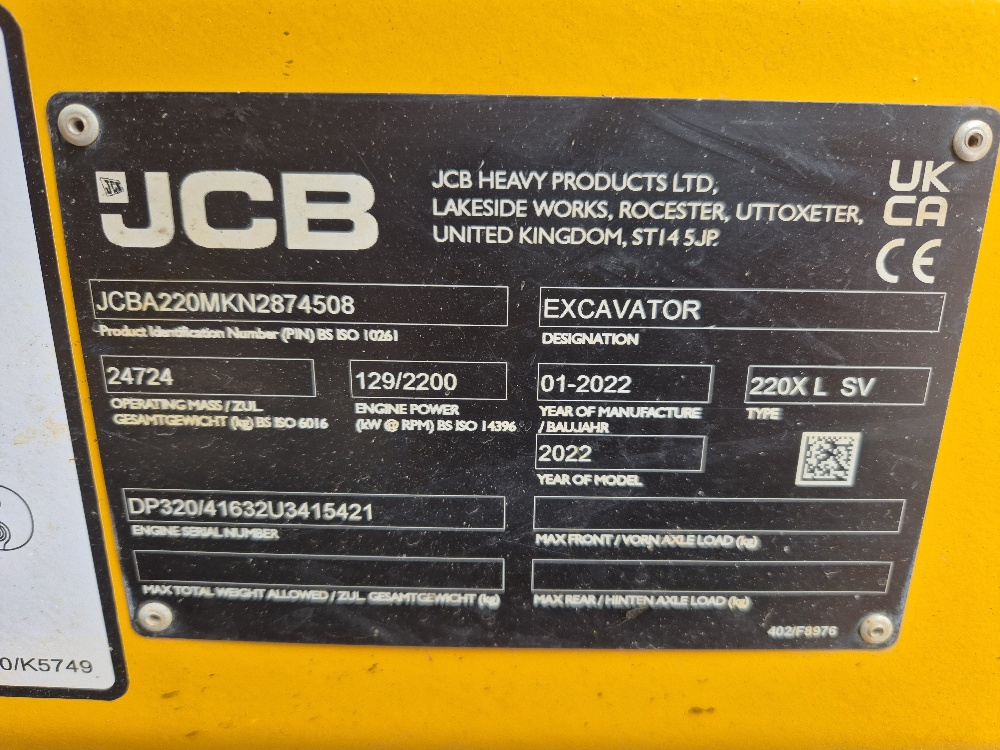 JCB
JCB HEAVY PRODUCTS LTD,
LAKESIDE WORKS, ROCESTER, UTTOXETER,
UNITED KINGDOM, ST14 5JP.
UK
CA
CE
JCBA220MKN2874508
Product Identification Number (PIN) BS ISO 10261
EXCAVATOR
DESIGNATION
24724
OPERATING MASS / ZUL.
GESAMTGEWICHT (kg) BS ISO 6016
129/2200
ENGINE POWER
(kW @ RPM) BS ISO 14396
01-2022
YEAR OF MANUFACTURE
/ BAUJAHR
220X L SV
TYPE
2022
YEAR OF MODEL
DP320/41632U3415421
ENGINE SERIAL NUMBER
MAX FRONT / VORN AXLE LOAD (kg)
MAX TOTAL WEIGHT ALLOWED / ZUL. GESAMTGEWICHT (kg)
MAX REAR / HINTEN AXLE LOAD (kg)
402/F8976
0/K5749